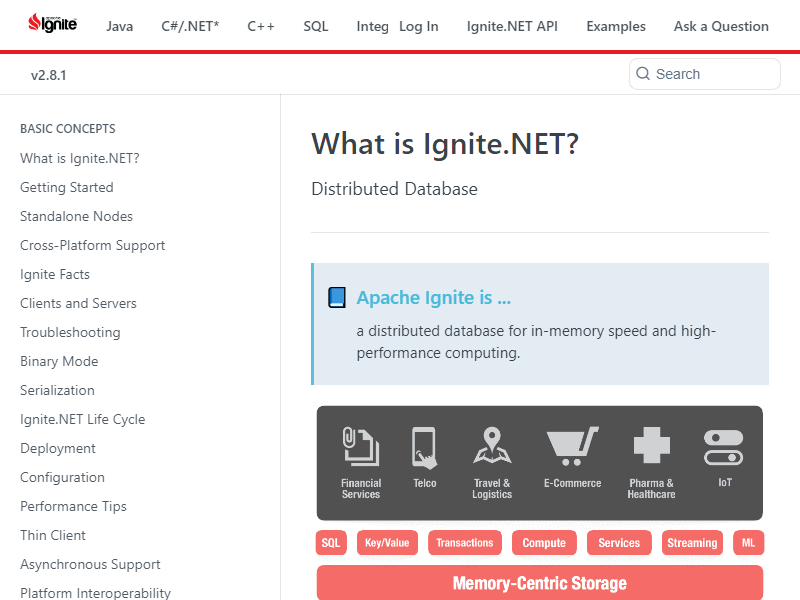 Ignite Java C#/.NET* C++ SQL Integ Log In Ignite.NET API Examples Ask a Question
v2.8.1 Search
BASIC CONCEPTS
What is Ignite.NET?
Getting Started
Standalone Nodes
Cross-Platform Support
Ignite Facts
Clients and Servers
Troubleshooting
Binary Mode
Serialization
Ignite.NET Life Cycle
Deployment
Configuration
Performance Tips
Thin Client
Asynchronous Support
Platform Interoperability
What is Ignite.NET?
Distributed Database
Apache Ignite is ...
a distributed database for in-memory speed and high-
performance computing.
Financial Services Telco Travel & Logistics E-Commerce Pharma & Healthcare IoT
SQL Key/Value Transactions Compute Services Streaming ML
Memory-Centric Storage